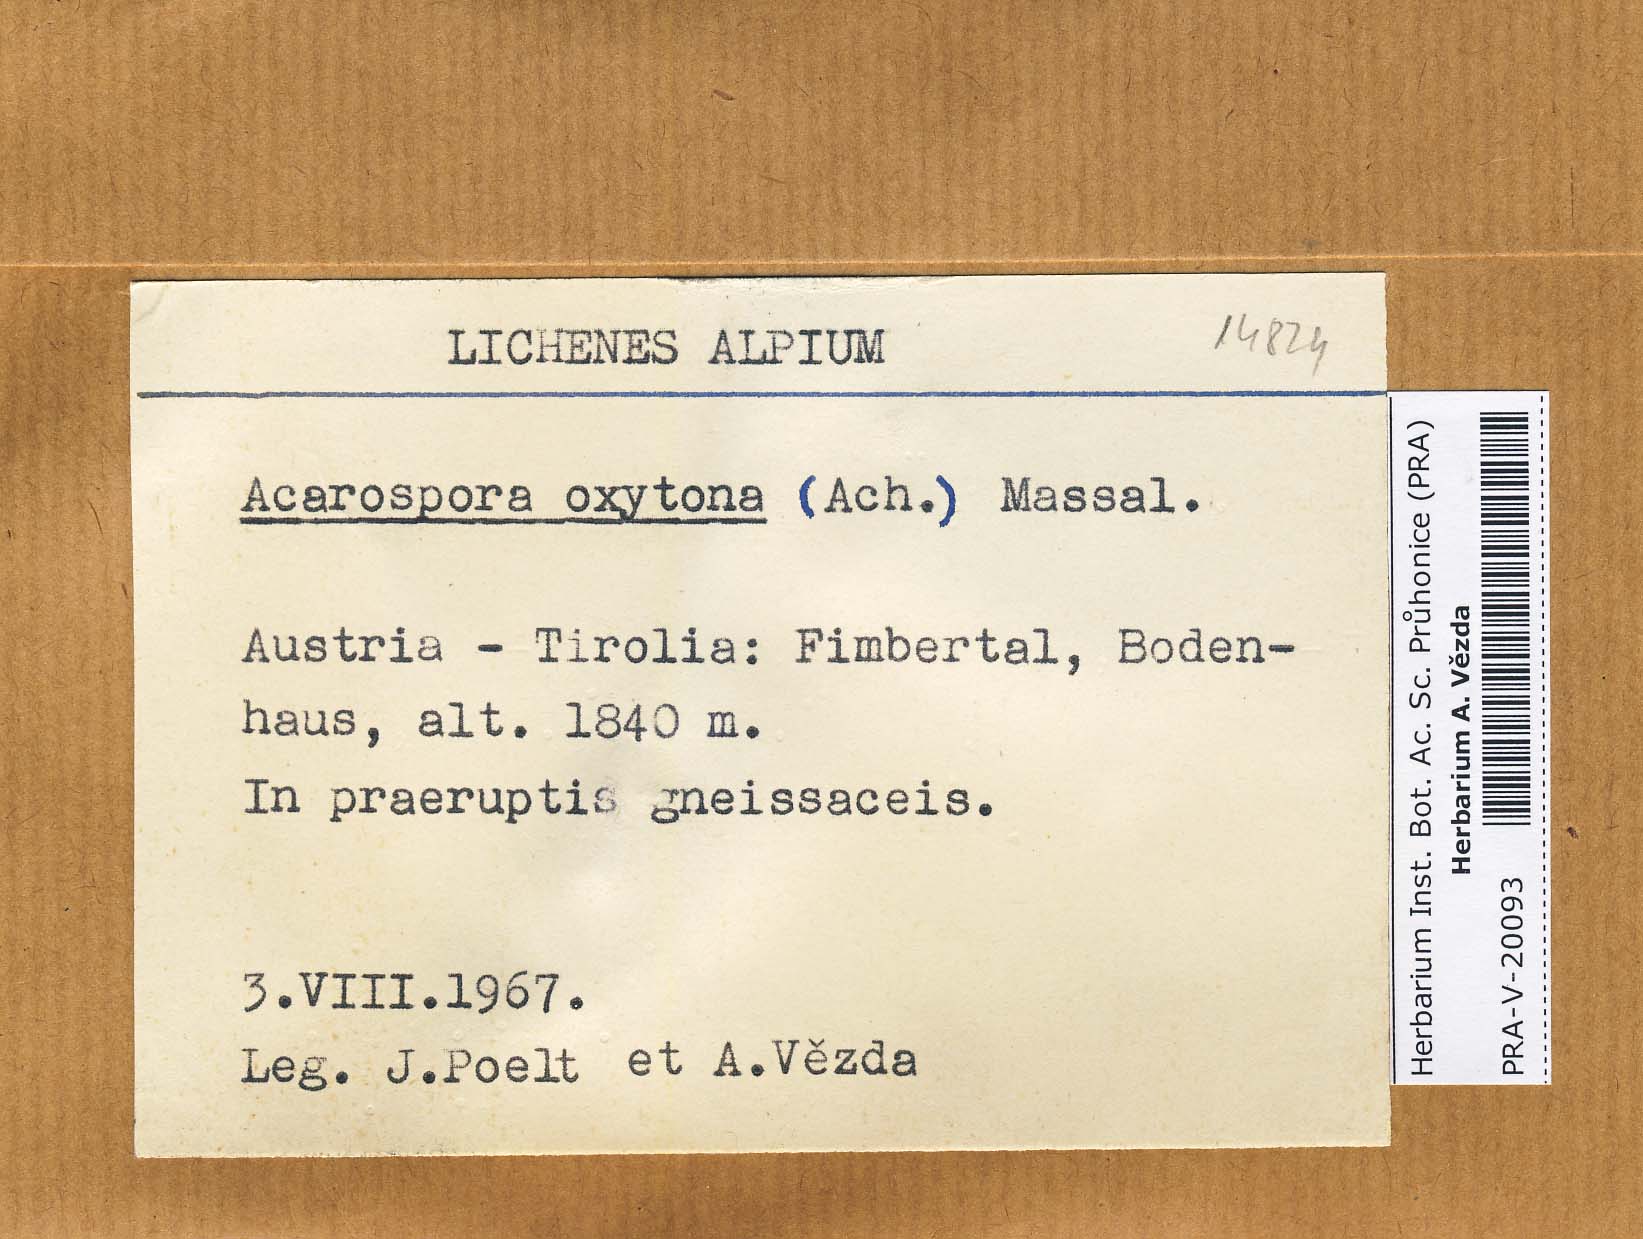 LICHENES ALPIUM
14824
Acarospora oxytona (Ach.) Massal.
Austria - Tirolia: Fimbertal, Boden-
haus, alt. 1840 m.
In praeruptis gneissaceis.
3.VIII.1967.
Leg. J.Poelt et A.Vězda
Herbarium Inst. Bot. Ac. Sc. Průhonice (PRA)
Herbarium A. Vězda
PRA-V-20093